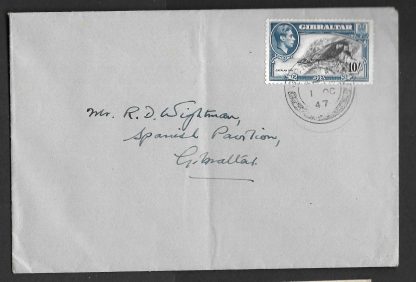 GIBRALTAR
10/-
1 OC
47
Mr. R. D. Wightman,
Spanish Pavilion,
Gibraltar.